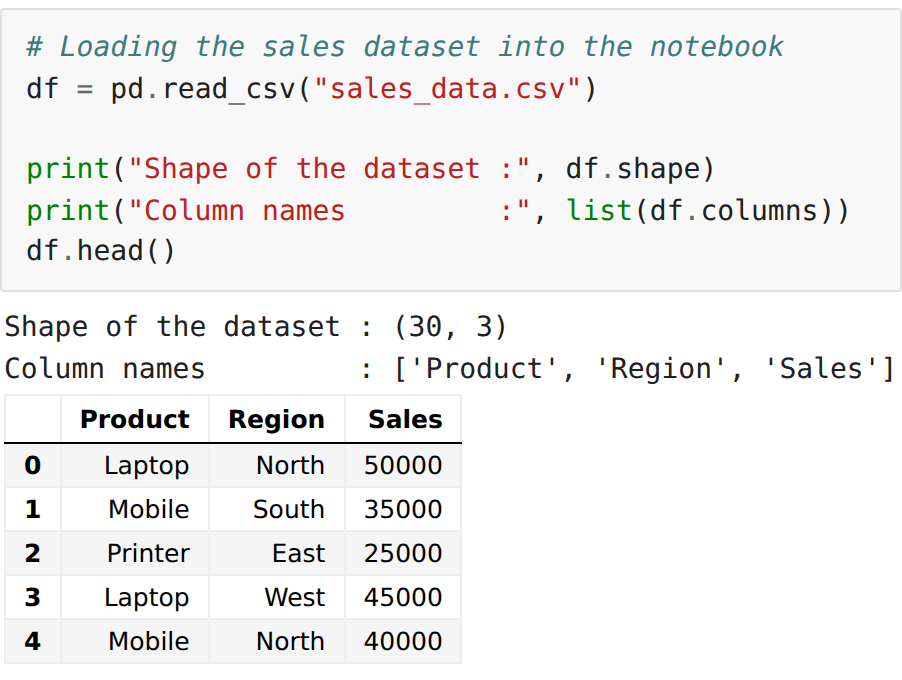 # Loading the sales dataset into the notebook
df = pd.read_csv("sales_data.csv")
print("Shape of the dataset :", df.shape)
print("Column names         :", list(df.columns))
df.head()
Shape of the dataset : (30, 3)
Column names         : ['Product', 'Region', 'Sales']
Product Region Sales
0 Laptop North 50000
1 Mobile South 35000
2 Printer East 25000
3 Laptop West 45000
4 Mobile North 40000